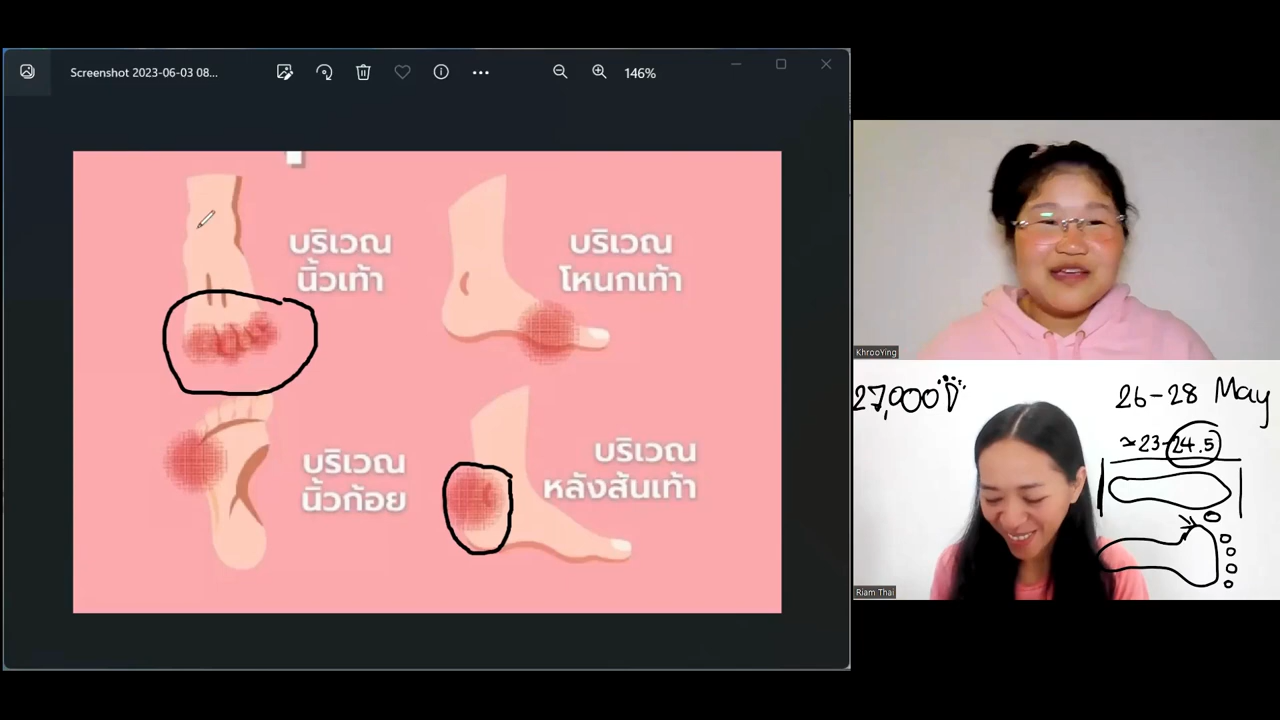 Screenshot 2023-06-03 08...
146%
บริเวณ
นิ้วเท้า
บริเวณ
โหนกเท้า
บริเวณ
นิ้วก้อย
บริเวณ
หลังส้นเท้า
KhrooYing
27,000
26-28 May
≃23-24.5
Riam Thai